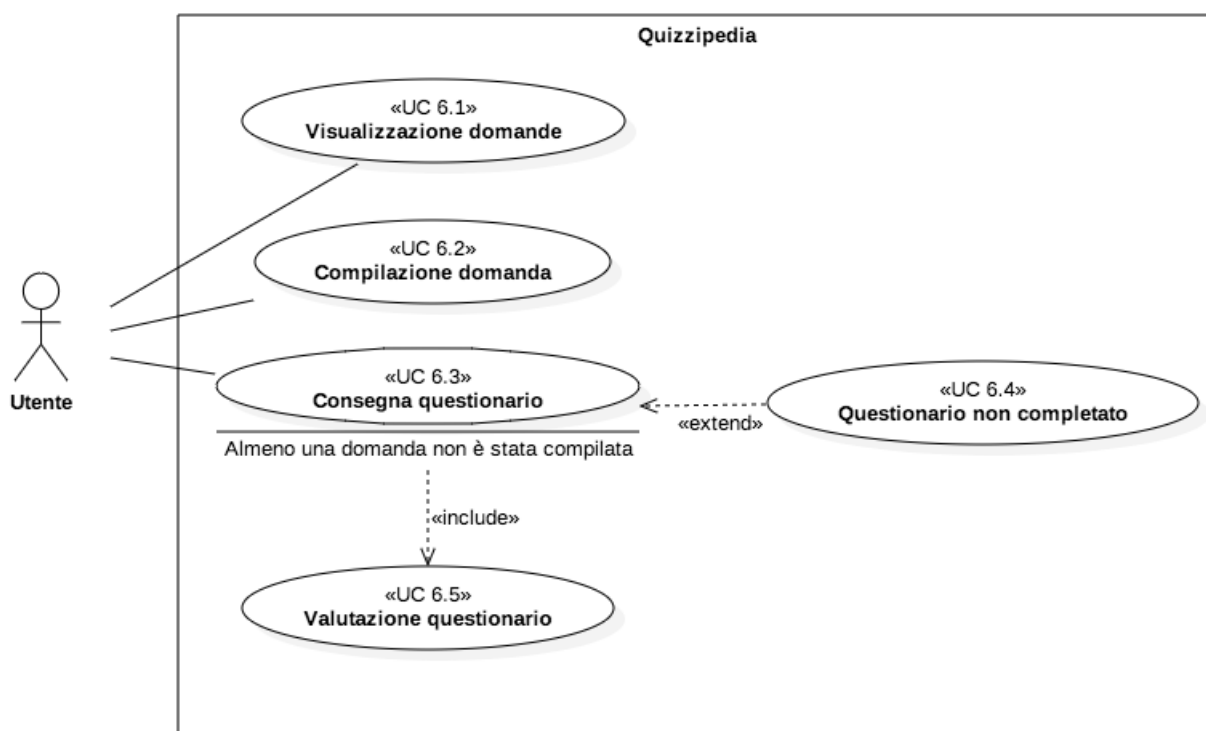 Quizzipedia
«UC 6.1»
Visualizzazione domande
«UC 6.2»
Compilazione domanda
Utente
«UC 6.3»
Consegna questionario
Almeno una domanda non è stata compilata
«extend»
«UC 6.4»
Questionario non completato
«include»
«UC 6.5»
Valutazione questionario